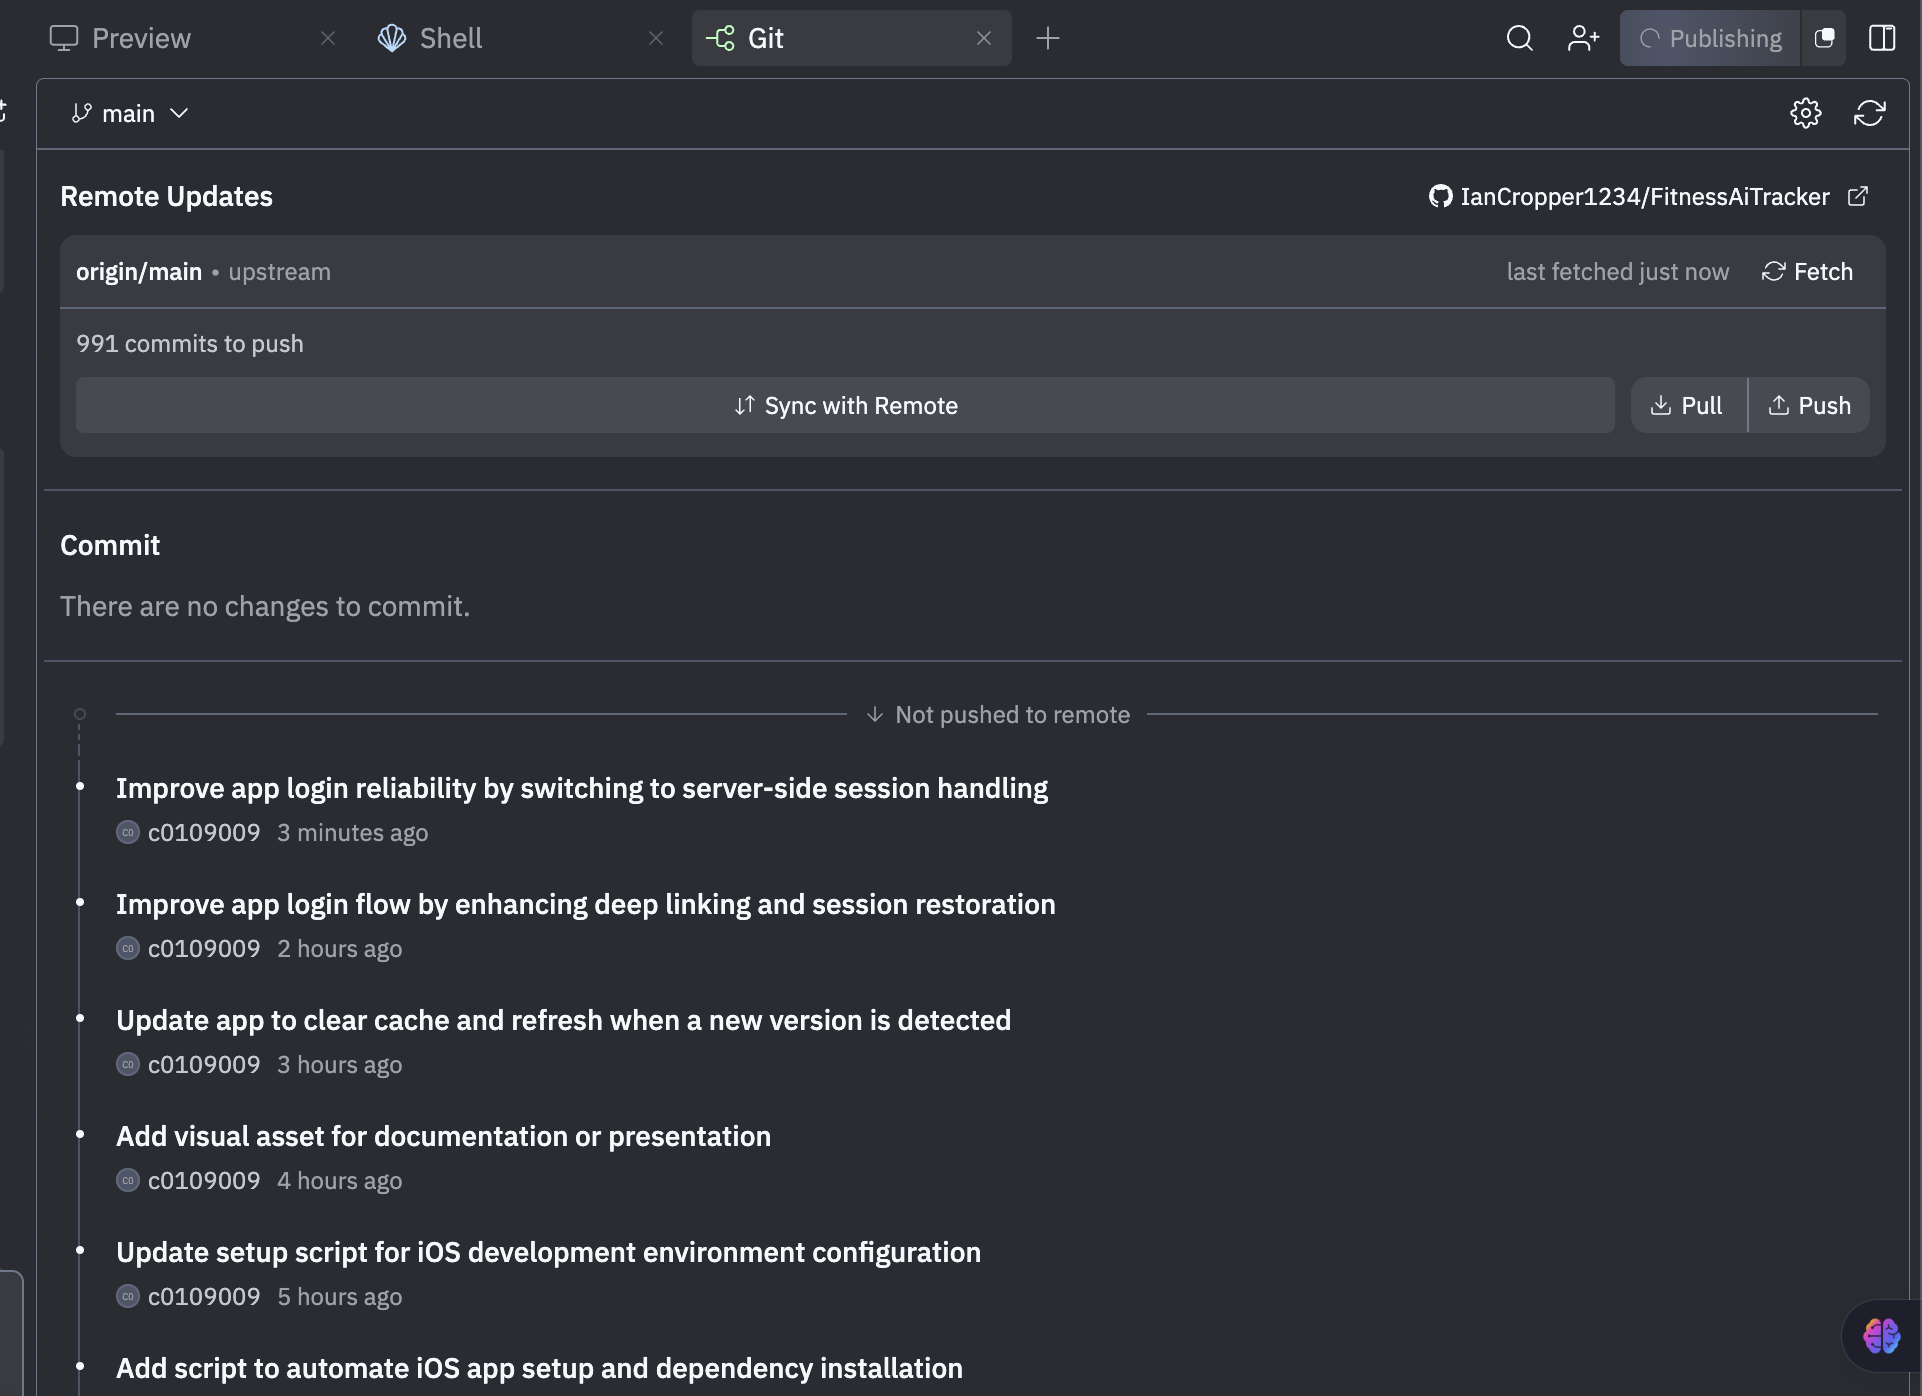 Preview
Shell
Git
Publishing
main
Remote Updates
IanCropper1234/FitnessAiTracker
origin/main • upstream
last fetched just now
Fetch
991 commits to push
Sync with Remote
Pull
Push
Commit
There are no changes to commit.
Not pushed to remote
Improve app login reliability by switching to server-side session handling
co c0109009 3 minutes ago
Improve app login flow by enhancing deep linking and session restoration
co c0109009 2 hours ago
Update app to clear cache and refresh when a new version is detected
co c0109009 3 hours ago
Add visual asset for documentation or presentation
co c0109009 4 hours ago
Update setup script for iOS development environment configuration
co c0109009 5 hours ago
Add script to automate iOS app setup and dependency installation